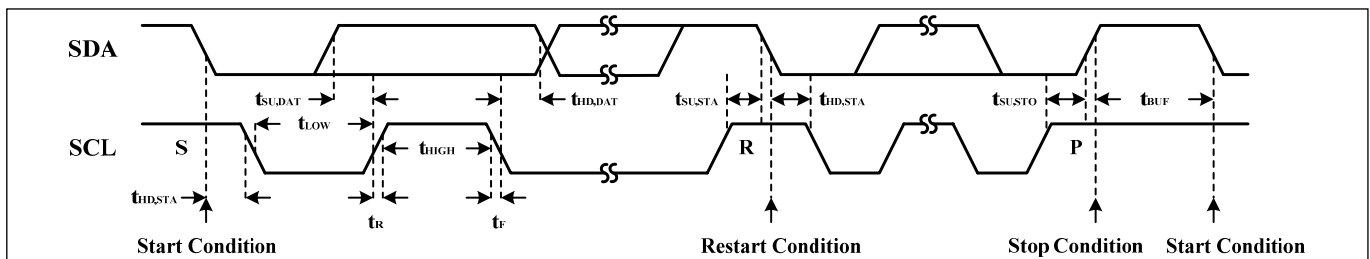 SDA
tSU,DAT
tHD,DAT
tSU,STA
tHD,STA
tSU,STO
tBUF
tLOW
SCL
S
tHIGH
R
P
tHD,STA
tR
tF
Start Condition
Restart Condition
Stop Condition
Start Condition